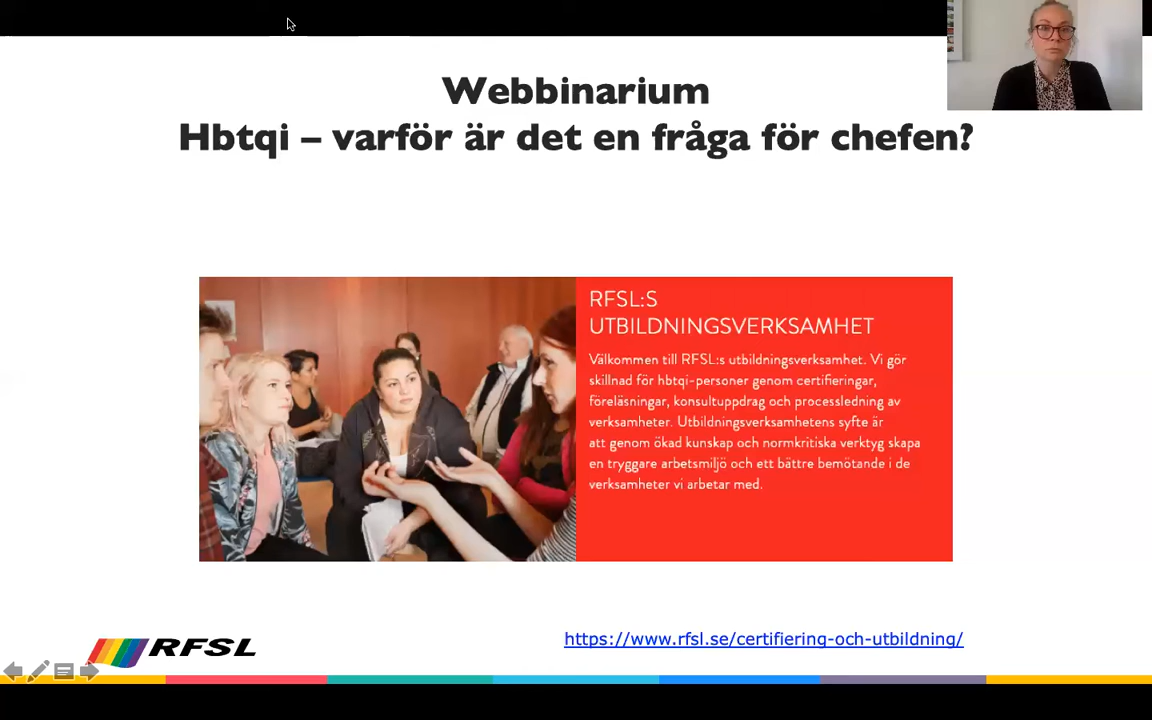 Webbinarium
Hbtqi – varför är det en fråga för chefen?
RFSL:S
UTBILDNINGSVERKSAMHET
Välkommen till RFSL:s utbildningsverksamhet. Vi gör
skillnad för hbtqi-personer genom certifieringar,
föreläsningar, konsultuppdrag och processledning av
verksamheter. Utbildningsverksamhetens syfte är
att genom ökad kunskap och normkritiska verktyg skapa
en tryggare arbetsmiljö och ett bättre bemötande i de
verksamheter vi arbetar med.
RFSL
https://www.rfsl.se/certifiering-och-utbildning/